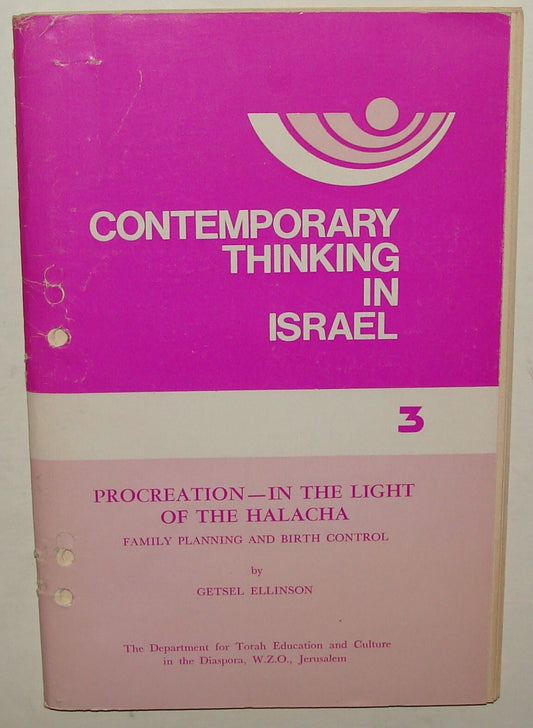 CONTEMPORARY
THINKING
IN
ISRAEL
3
PROCREATION—IN THE LIGHT
OF THE HALACHA
FAMILY PLANNING AND BIRTH CONTROL
by
GETSEL ELLINSON
The Department for Torah Education and Culture
in the Diaspora, W.Z.O., Jerusalem